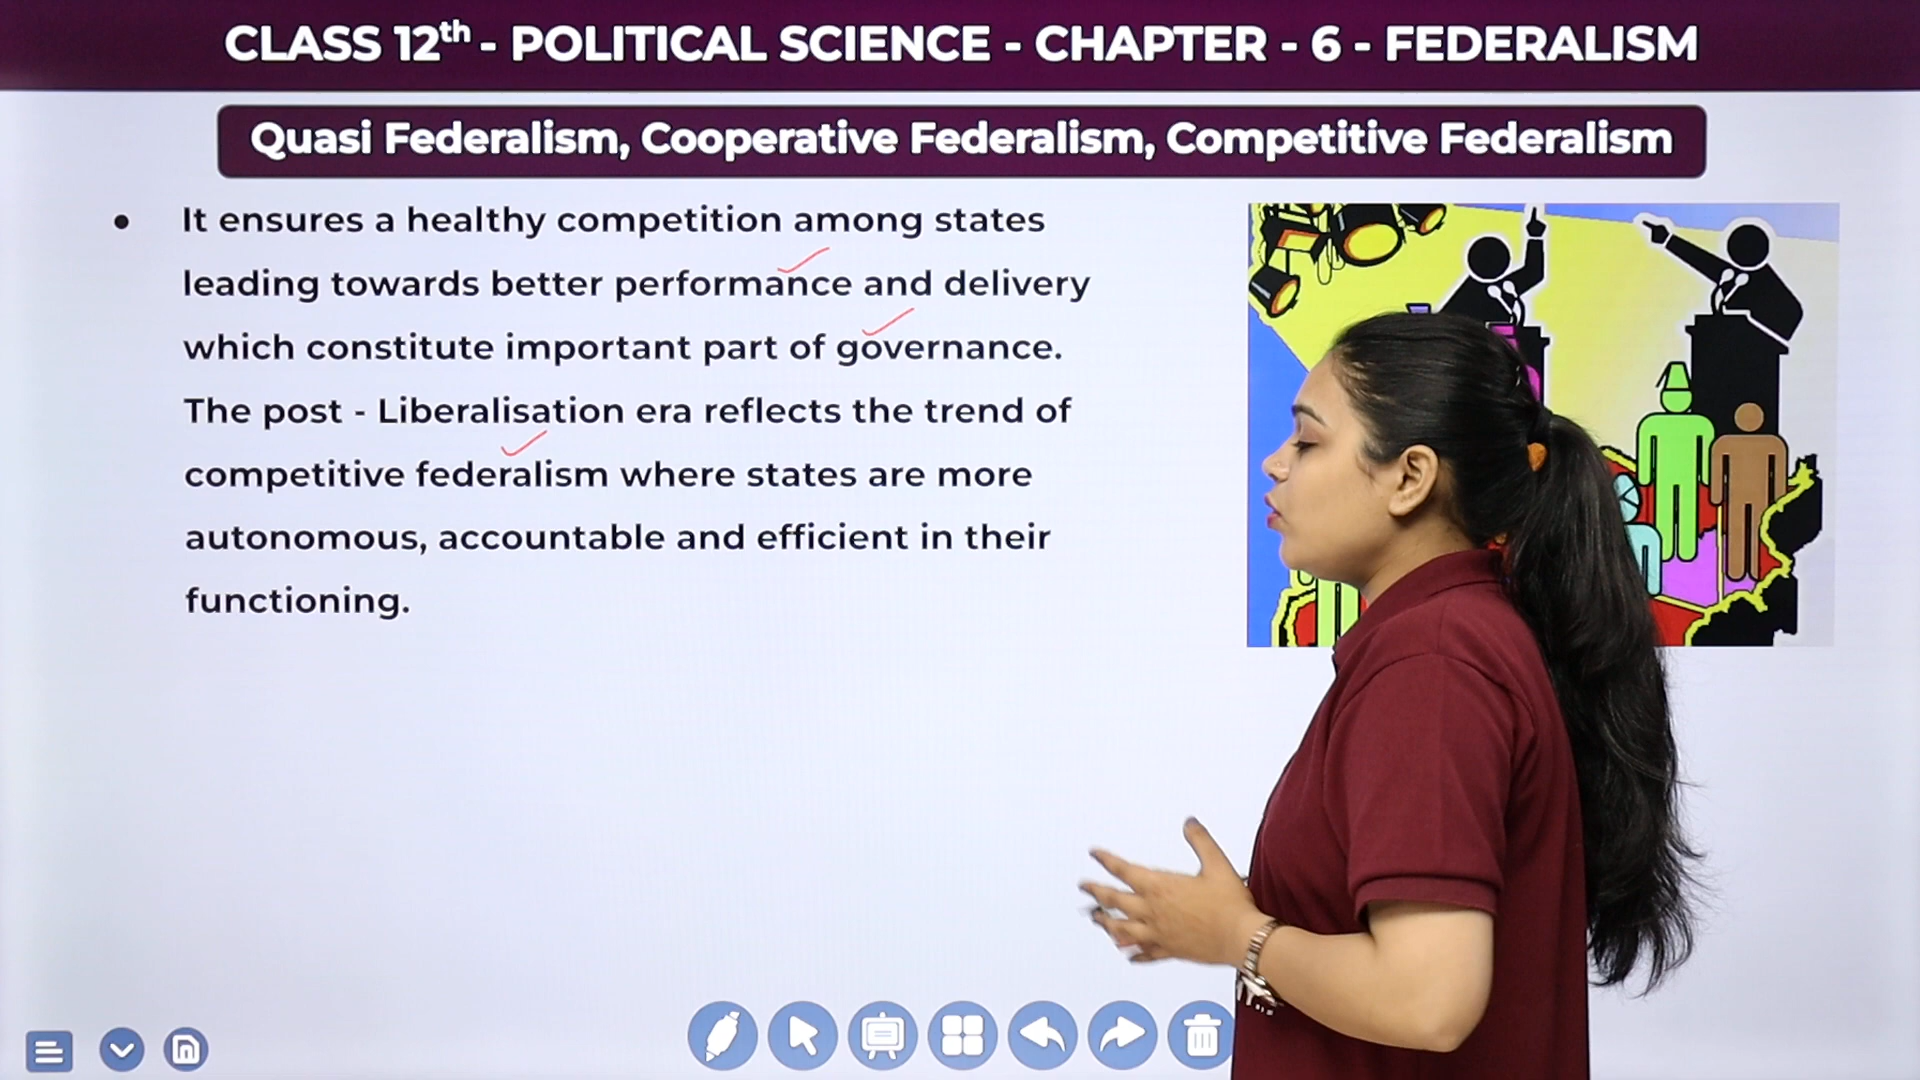 CLASS 12th - POLITICAL SCIENCE - CHAPTER - 6 - FEDERALISM
Quasi Federalism, Cooperative Federalism, Competitive Federalism
• It ensures a healthy competition among states
leading towards better performance and delivery
which constitute important part of governance.
The post - Liberalisation era reflects the trend of
competitive federalism where states are more
autonomous, accountable and efficient in their
functioning.